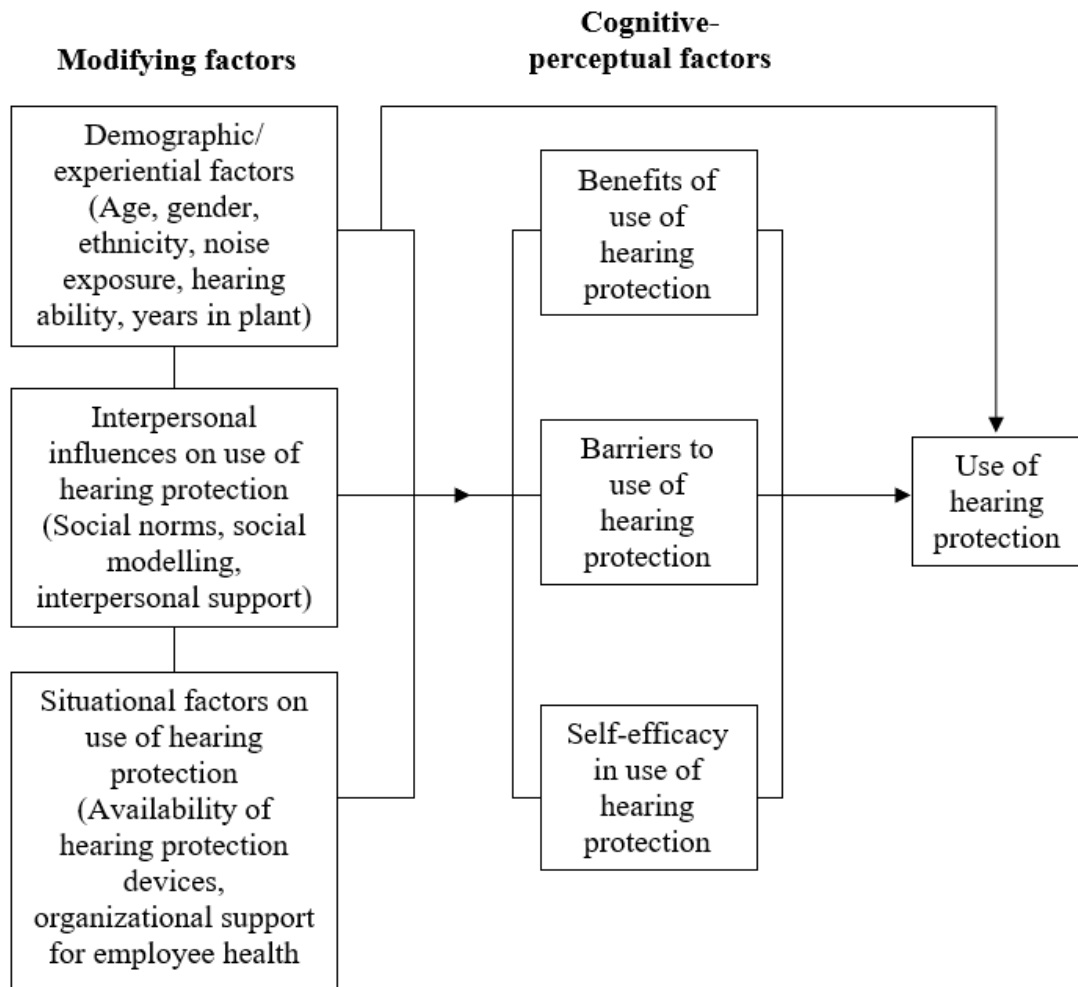 Modifying factors
Cognitive-
perceptual factors
Demographic/
experiential factors
(Age, gender,
ethnicity, noise
exposure, hearing
ability, years in plant)
Interpersonal
influences on use of
hearing protection
(Social norms, social
modelling,
interpersonal support)
Situational factors on
use of hearing
protection
(Availability of
hearing protection
devices,
organizational support
for employee health
Benefits of
use of
hearing
protection
Barriers to
use of
hearing
protection
Self-efficacy
in use of
hearing
protection
Use of
hearing
protection